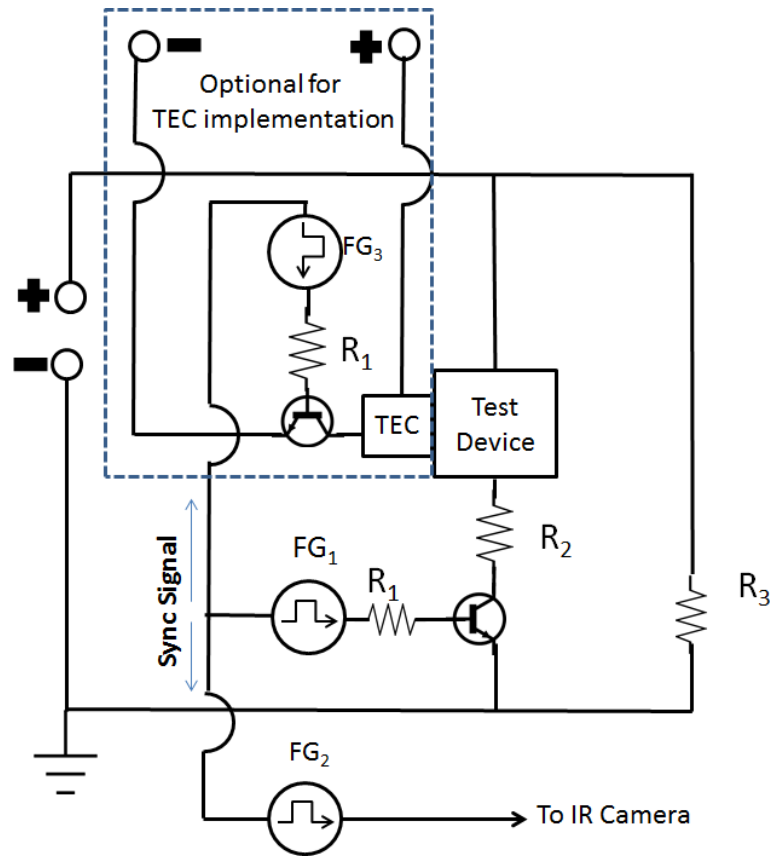 Optional for
TEC implementation
FG₃
R₁
TEC
Test
Device
R₂
FG₁
R₁
R₃
Sync Signal
FG₂
To IR Camera